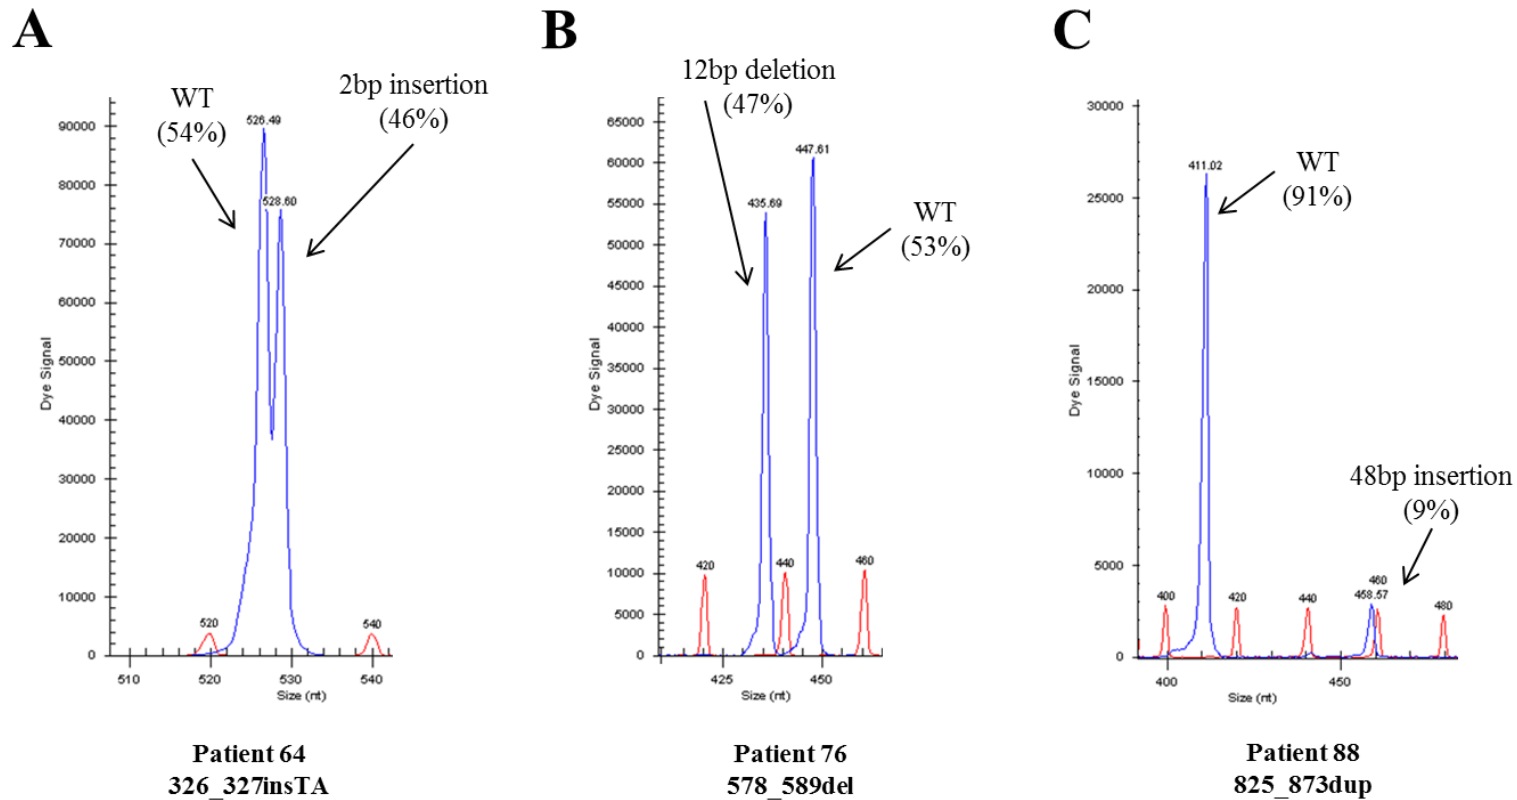 A
WT
(54%)
2bp insertion
(46%)
526.49
528.60
90000
80000
70000
60000
50000
40000
30000
20000
10000
0
Dye Signal
520
540
510
520
530
540
Size (nt)
Patient 64
326_327insTA
B
12bp deletion
(47%)
WT
(53%)
447.61
435.69
65000
60000
55000
50000
45000
40000
35000
30000
25000
20000
15000
10000
5000
0
Dye Signal
420
440
460
425
450
Size (nt)
Patient 76
578_589del
C
WT
(91%)
411.02
48bp insertion
(9%)
30000
25000
20000
15000
10000
5000
0
Dye Signal
400
420
440
460
458.57
480
400
450
Size (nt)
Patient 88
825_873dup